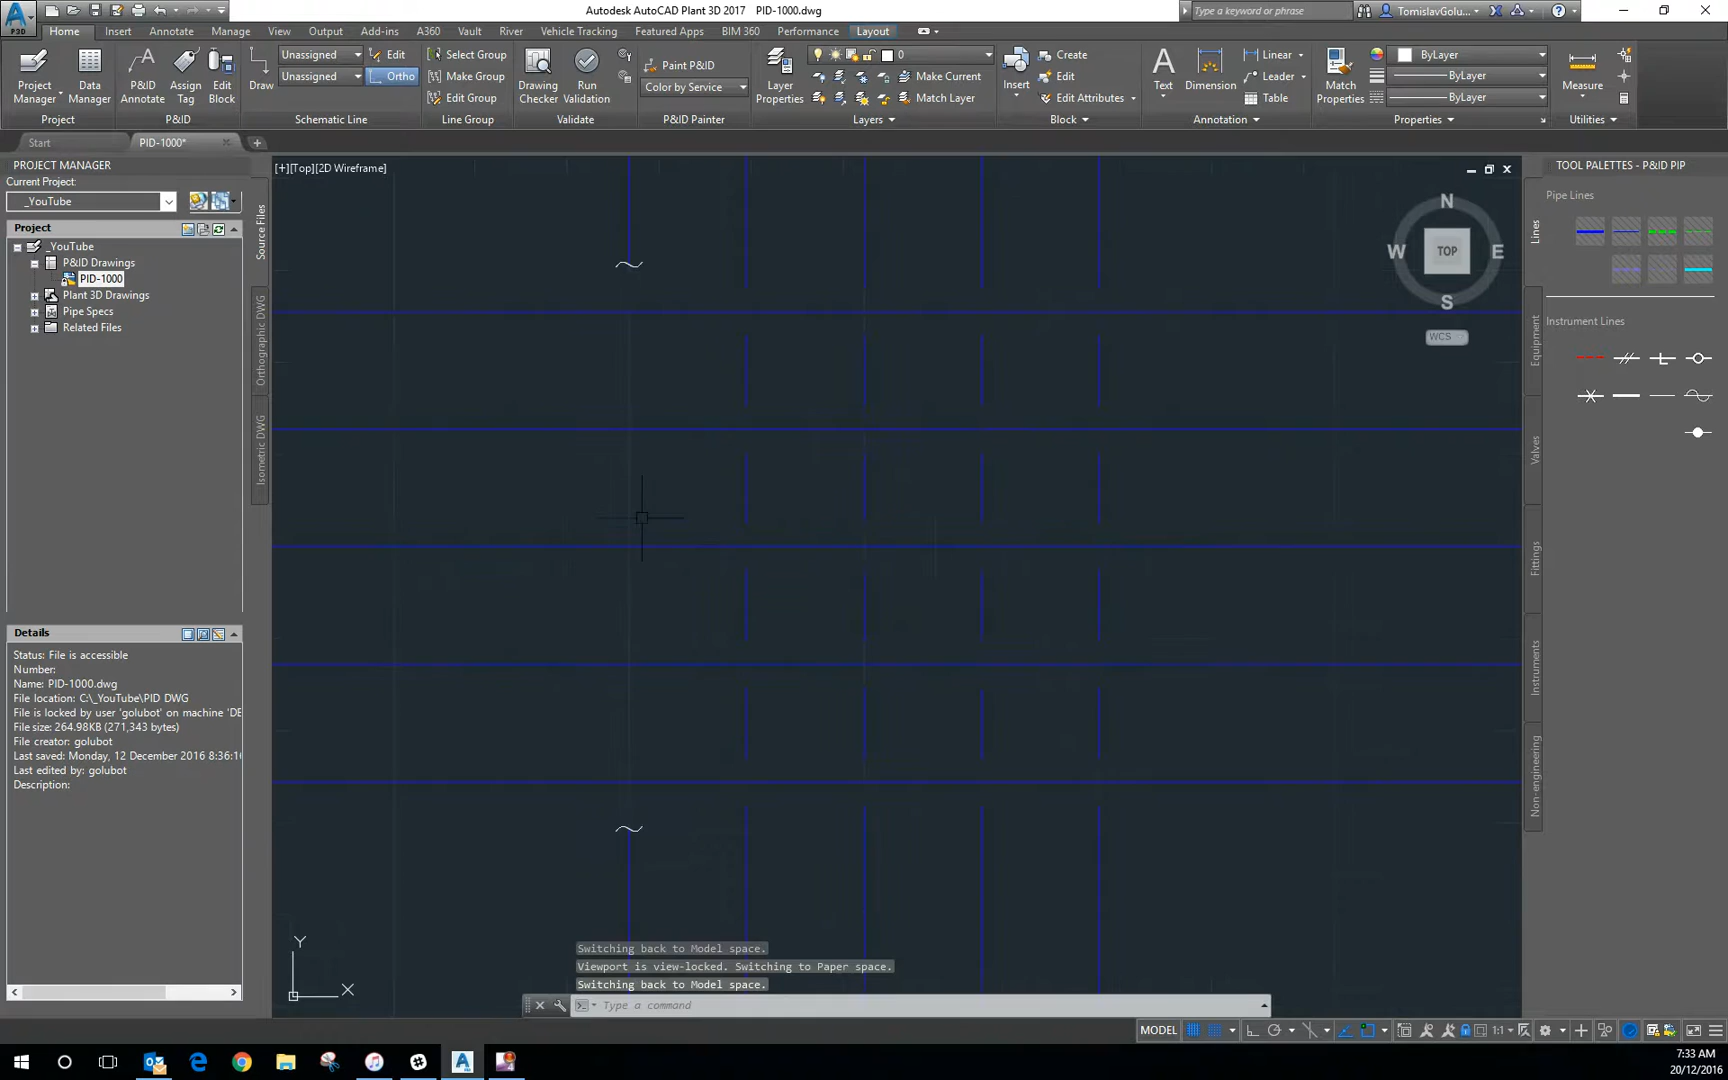 Autodesk AutoCAD Plant 3D 2017 PID-1000.dwg
Type a keyword or phrase
TomislavGolu...
P3D
Home Insert Annotate Manage View Output Add-ins A360 Vault River Vehicle Tracking Featured Apps BIM 360 Performance Layout
Project Manager
Data Manager
Project
P&ID Annotate
Assign Tag
Edit Block
P&ID
Draw
Unassigned
Unassigned
Edit
Ortho
Schematic Line
Select Group
Make Group
Edit Group
Line Group
Drawing Checker
Run Validation
Validate
Paint P&ID
Color by Service
P&ID Painter
Layer Properties
0
Make Current
Match Layer
Layers
Insert
Create
Edit
Edit Attributes
Block
Text
Dimension
Linear
Leader
Table
Annotation
Match Properties
ByLayer
ByLayer
ByLayer
Properties
Measure
Utilities
Start
PID-1000*
PROJECT MANAGER
Current Project:
_YouTube
Project
_YouTube
P&ID Drawings
PID-1000
Plant 3D Drawings
Pipe Specs
Related Files
Source Files
Orthographic DWG
Isometric DWG
Details
Status: File is accessible
Number:
Name: PID-1000.dwg
File location: C:\_YouTube\PID DWG
File is locked by user 'golubot' on machine 'DE
File size: 264.98KB (271,343 bytes)
File creator: golubot
Last saved: Monday, 12 December 2016 8:36:16
Last edited by: golubot
Description:
[+][Top][2D Wireframe]
N
W TOP E
S
WCS
Y
X
Switching back to Model space.
Viewport is view-locked. Switching to Paper space.
Switching back to Model space.
Type a command
TOOL PALETTES - P&ID PIP
Pipe Lines
Instrument Lines
Lines
Equipment
Valves
Fittings
Instruments
Non-engineering
MODEL
1:1
7:33 AM
20/12/2016